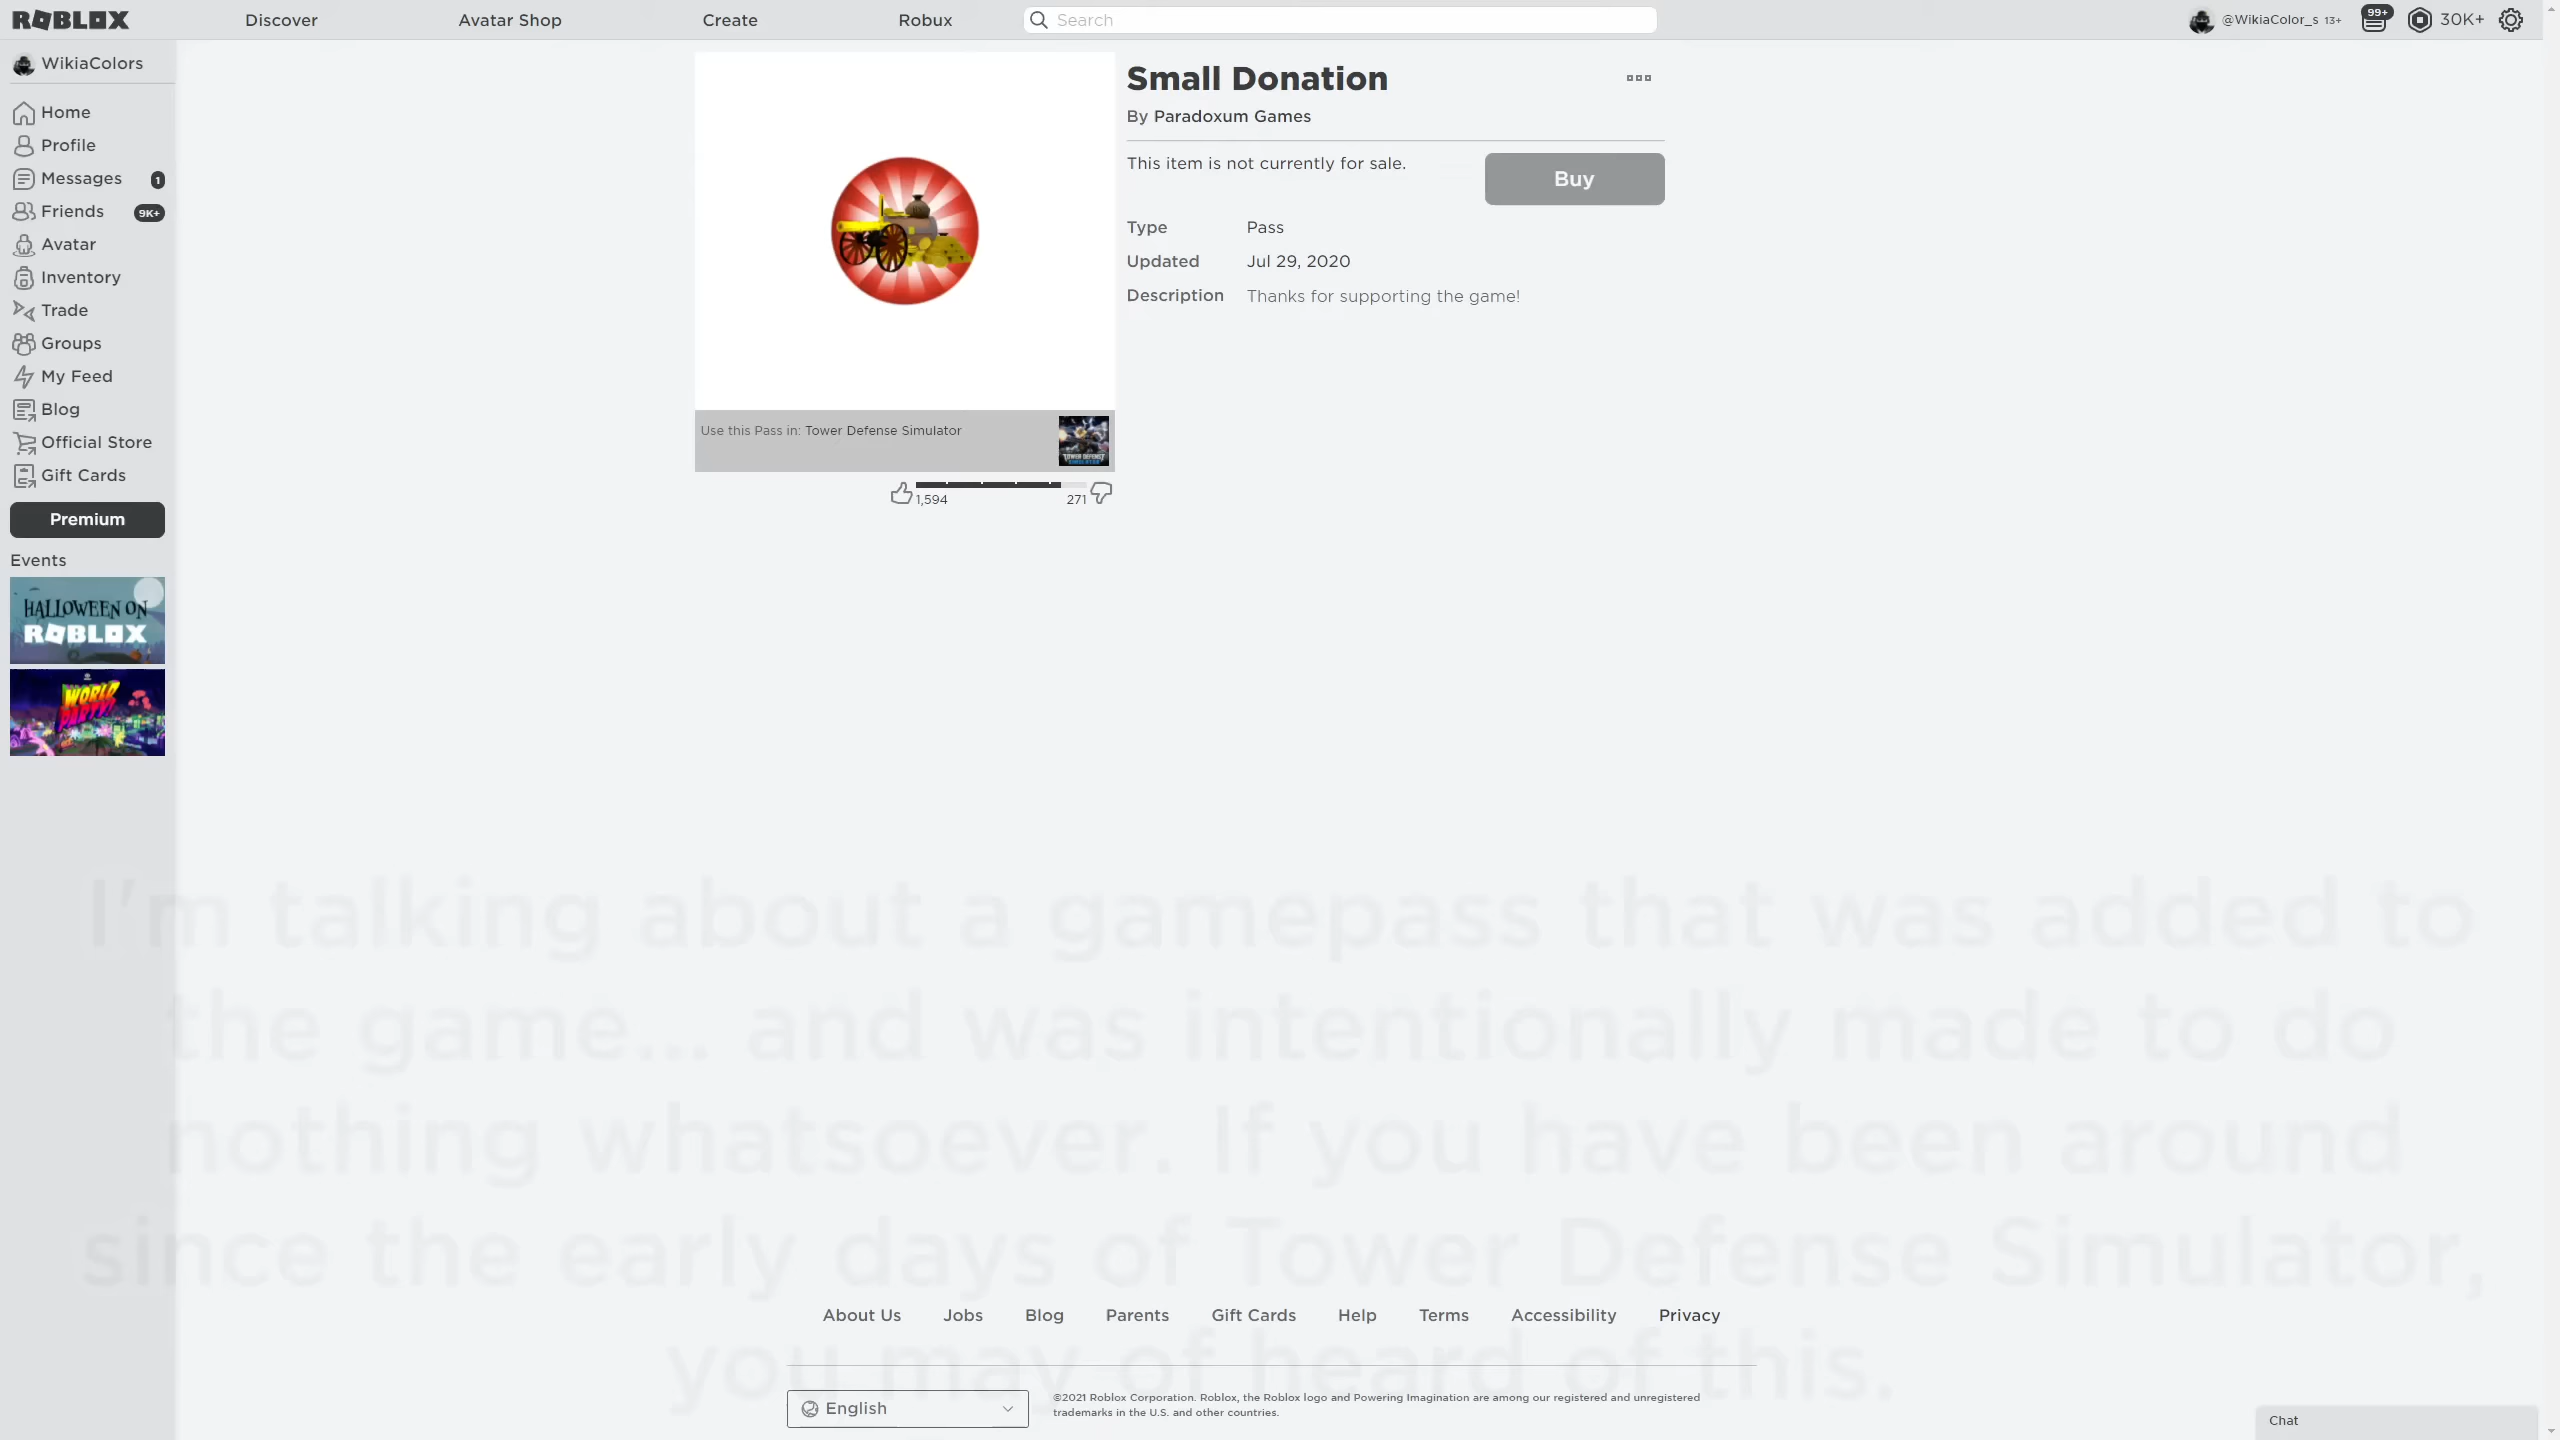 ROBLOX
Discover
Avatar Shop
Create
Robux
Search
@WikiaColor_s 13+
99+
30K+
WikiaColors
Home
Profile
Messages
1
Friends
9K+
Avatar
Inventory
Trade
Groups
My Feed
Blog
Official Store
Gift Cards
Premium
Events
HALLOWEEN ON
ROBLOX
WORLD
PARTY!
Small Donation
By Paradoxum Games
This item is not currently for sale.
Buy
Type
Pass
Updated
Jul 29, 2020
Description
Thanks for supporting the game!
Use this Pass in: Tower Defense Simulator
TOWER DEFENSE
SIMULATOR
1,594
271
I'm talking about a gamepass that was added to
the game... and was intentionally made to do
nothing whatsoever. If you have been around
since the early days of Tower Defense Simulator,
you may of heard of this.
About Us
Jobs
Blog
Parents
Gift Cards
Help
Terms
Accessibility
Privacy
English
©2021 Roblox Corporation. Roblox, the Roblox logo and Powering Imagination are among our registered and unregistered
trademarks in the U.S. and other countries.
Chat